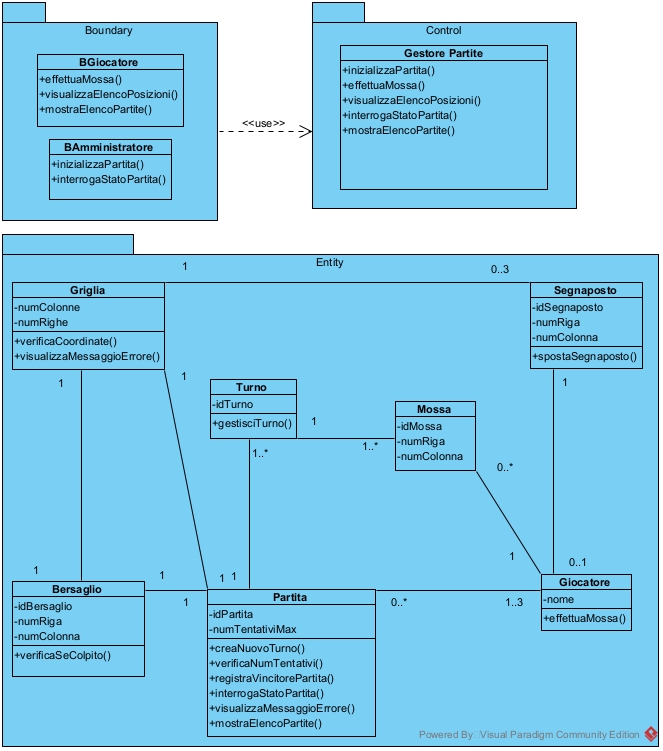 Boundary
BGiocatore
+effettuaMossa()
+visualizzaElencoPosizioni()
+mostraElencoPartite()
BAmministratore
+inizializzaPartita()
+interrogaStatoPartita()
<<use>>
Control
Gestore Partite
+inizializzaPartita()
+effettuaMossa()
+visualizzaElencoPosizioni()
+interrogaStatoPartita()
+mostraElencoPartite()
Entity
1
0..3
Griglia
-numColonne
-numRighe
+verificaCoordinate()
+visualizzaMessaggioErrore()
Segnaposto
-idSegnaposto
-numRiga
-numColonna
+spostaSegnaposto()
1
1
1
Turno
-idTurno
+gestisciTurno()
1
1..*
1..*
Mossa
-idMossa
-numRiga
-numColonna
0..*
1
0..1
1
1
1
1
1
Bersaglio
-idBersaglio
-numRiga
-numColonna
+verificaSeColpito()
Partita
-idPartita
-numTentativiMax
+creaNuovoTurno()
+verificaNumTentativi()
+registraVincitorePartita()
+interrogaStatoPartita()
+visualizzaMessaggioErrore()
+mostraElencoPartite()
0..*
1..3
Giocatore
-nome
+effettuaMossa()
Powered By: Visual Paradigm Community Edition